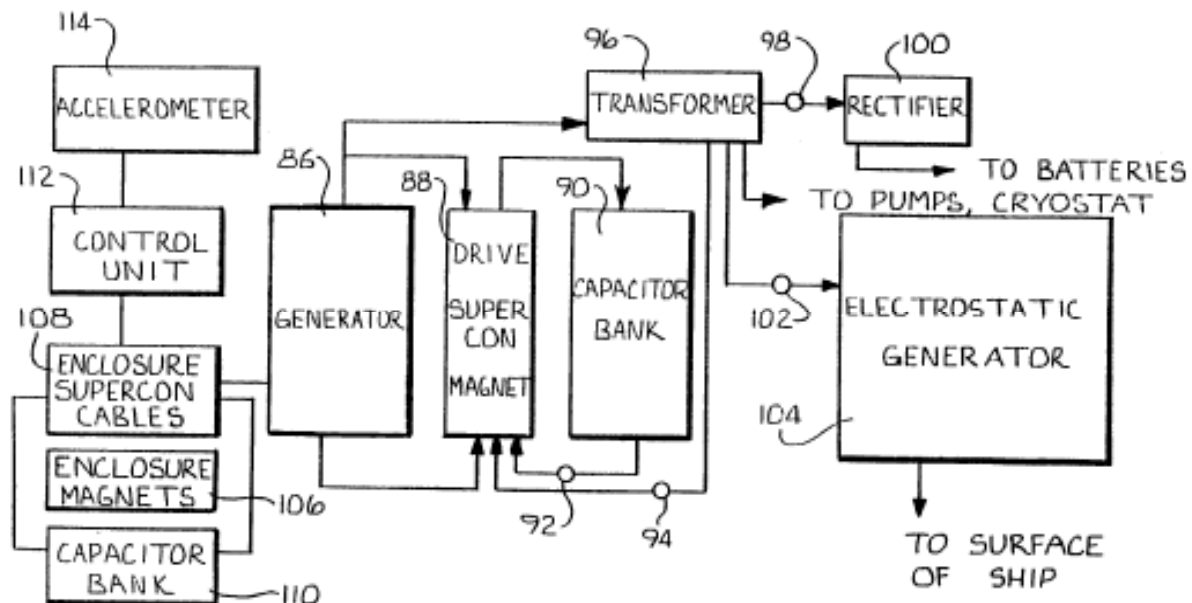 114
ACCELEROMETER
112
CONTROL
UNIT
108
ENCLOSURE
SUPERCON
CABLES
ENCLOSURE
MAGNETS
106
CAPACITOR
BANK
110
86
GENERATOR
88
DRIVE
SUPER
CON
MAGNET
90
CAPACITOR
BANK
92
94
96
TRANSFORMER
98
100
RECTIFIER
TO BATTERIES
TO PUMPS, CRYOSTAT
102
ELECTROSTATIC
GENERATOR
104
TO SURFACE
OF SHIP